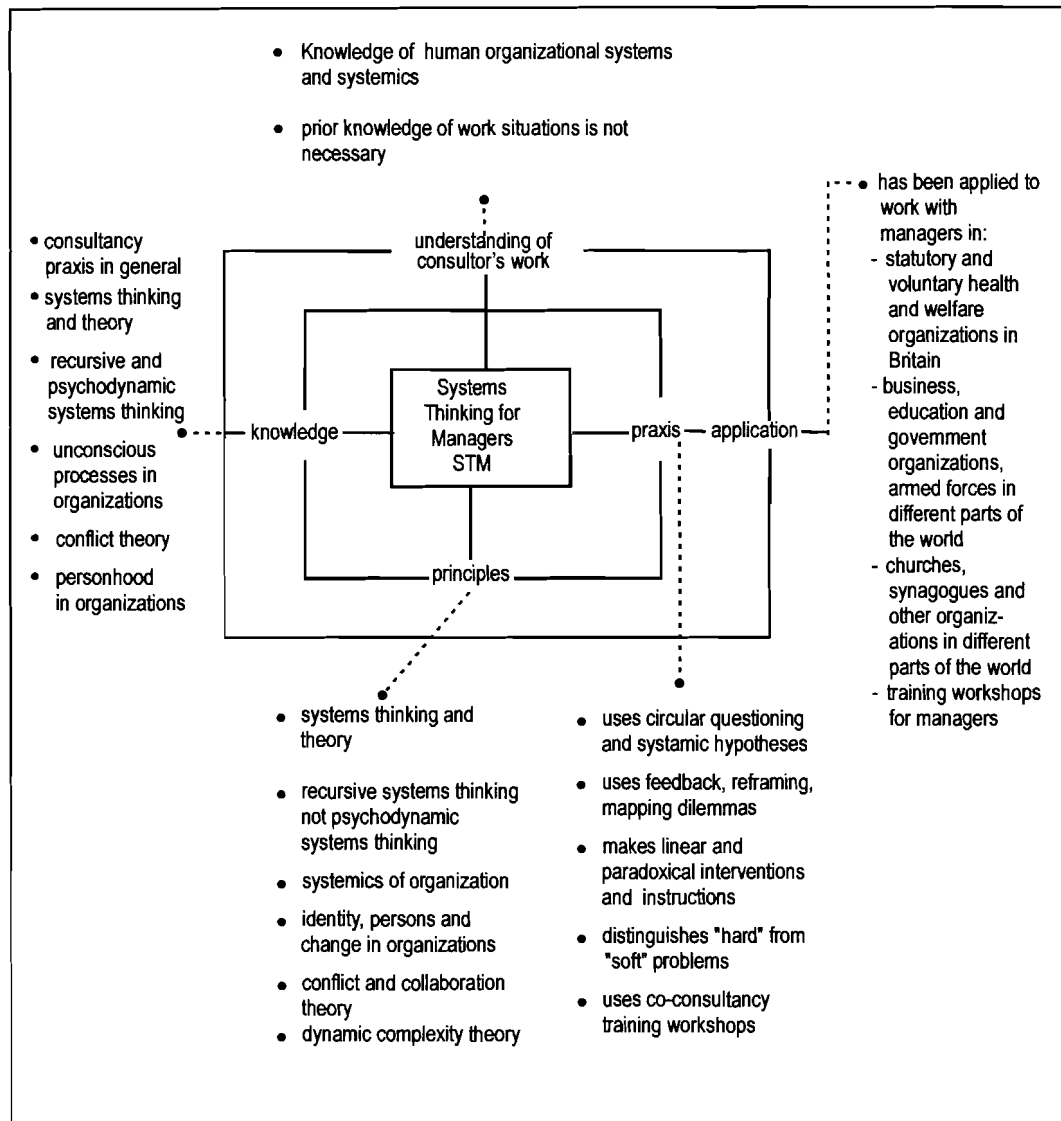 • Knowledge of human organizational systems
and systemics
• prior knowledge of work situations is not
necessary
understanding of
consultor's work
• consultancy
praxis in general
• systems thinking
and theory
• recursive and
psychodynamic
systems thinking
• unconscious
processes in
organizations
• conflict theory
• personhood
in organizations
knowledge
Systems
Thinking for
Managers
STM
praxis
application
principles
has been applied to
work with
managers in:
- statutory and
voluntary health
and welfare
organizations in
Britain
- business,
education and
government
organizations,
armed forces in
different parts of
the world
- churches,
synagogues and
other organiz-
ations in different
parts of the world
- training workshops
for managers
• systems thinking and
theory
• recursive systems thinking
not psychodynamic
systems thinking
• systemics of organization
• identity, persons and
change in organizations
• conflict and collaboration
theory
• dynamic complexity theory
• uses circular questioning
and systamic hypotheses
• uses feedback, reframing,
mapping dilemmas
• makes linear and
paradoxical interventions
and instructions
• distinguishes "hard" from
"soft" problems
• uses co-consultancy
training workshops